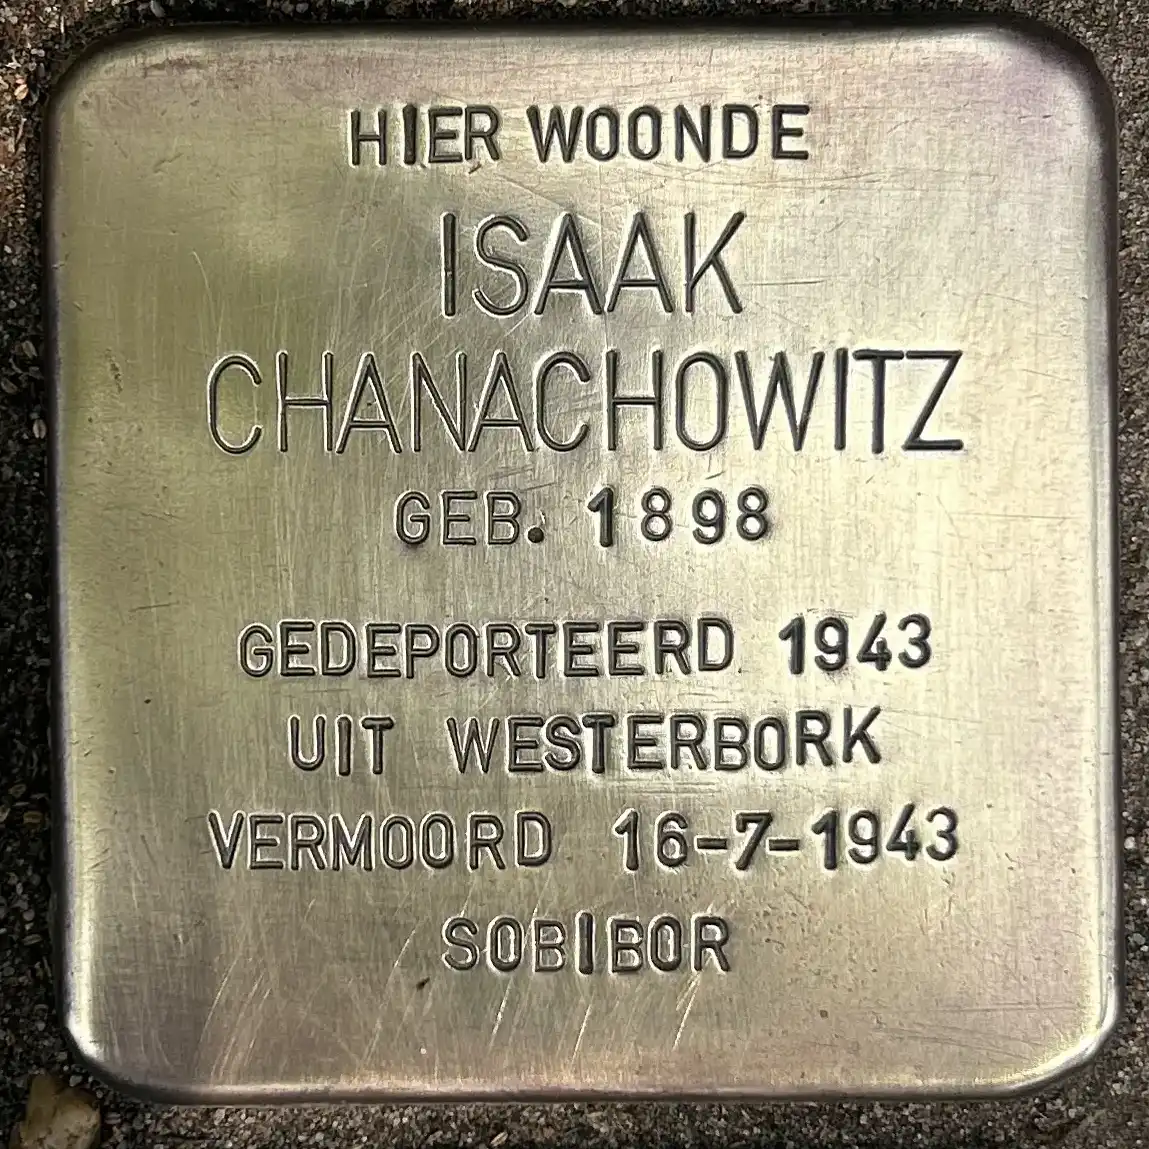 HIER WOONDE
ISAAK
CHANACHOWITZ
GEB. 1898
GEDEPORTEERD 1943
UIT WESTERBORK
VERMOORD 16-7-1943
SOBIBOR